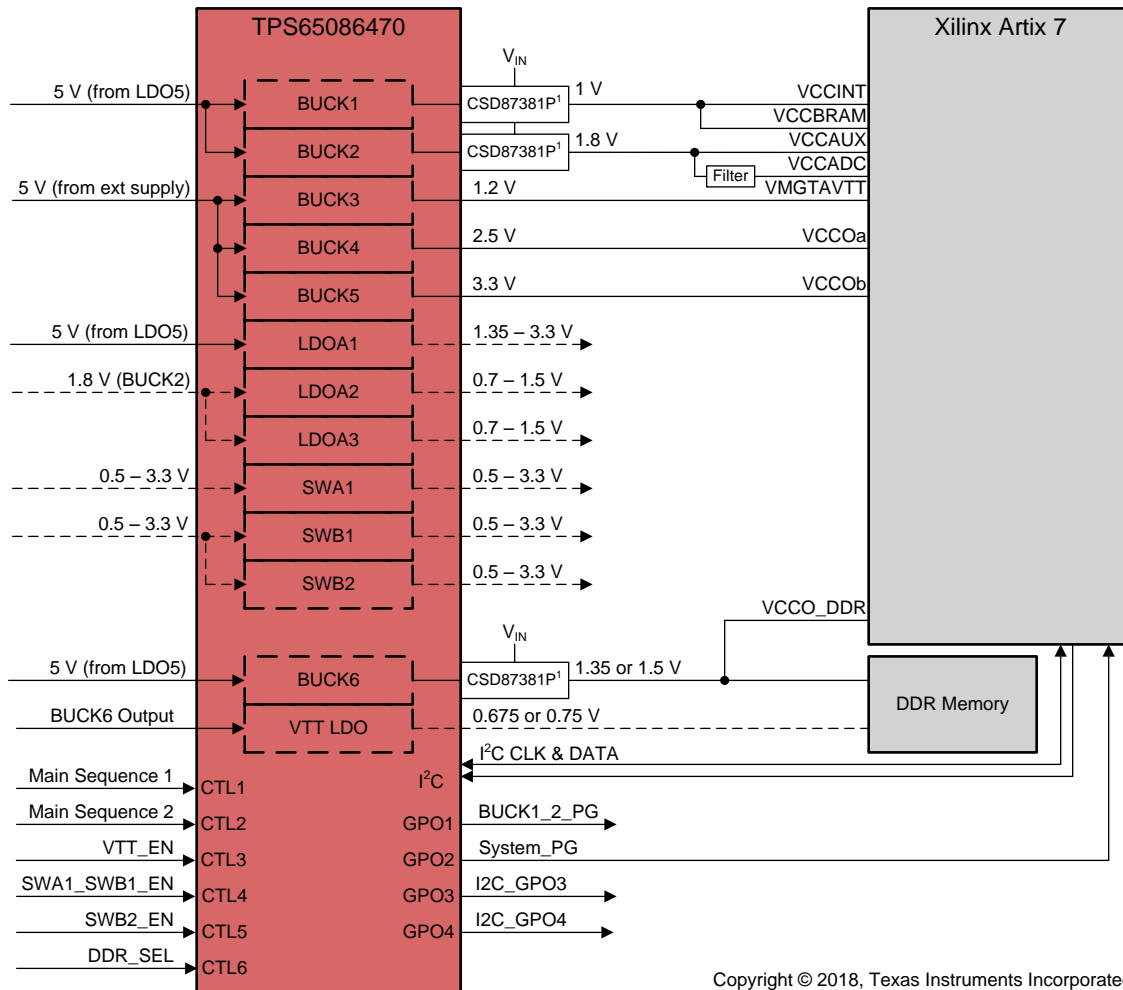 TPS65086470
Xilinx Artix 7
V_IN
5 V (from LDO5)
BUCK1
CSD87381P¹
1 V
VCCINT
VCCBRAM
BUCK2
CSD87381P¹
1.8 V
VCCAUX
VCCADC
Filter
5 V (from ext supply)
BUCK3
1.2 V
VMGTAVTT
BUCK4
2.5 V
VCCOa
BUCK5
3.3 V
VCCOb
5 V (from LDO5)
LDOA1
1.35 – 3.3 V
1.8 V (BUCK2)
LDOA2
0.7 – 1.5 V
LDOA3
0.7 – 1.5 V
0.5 – 3.3 V
SWA1
0.5 – 3.3 V
0.5 – 3.3 V
SWB1
0.5 – 3.3 V
SWB2
0.5 – 3.3 V
VCCO_DDR
V_IN
5 V (from LDO5)
BUCK6
CSD87381P¹
1.35 or 1.5 V
DDR Memory
BUCK6 Output
VTT LDO
0.675 or 0.75 V
I²C CLK & DATA
Main Sequence 1
CTL1
I²C
Main Sequence 2
CTL2
GPO1
BUCK1_2_PG
VTT_EN
CTL3
GPO2
System_PG
SWA1_SWB1_EN
CTL4
GPO3
I2C_GPO3
SWB2_EN
CTL5
GPO4
I2C_GPO4
DDR_SEL
CTL6
Copyright © 2018, Texas Instruments Incorporate